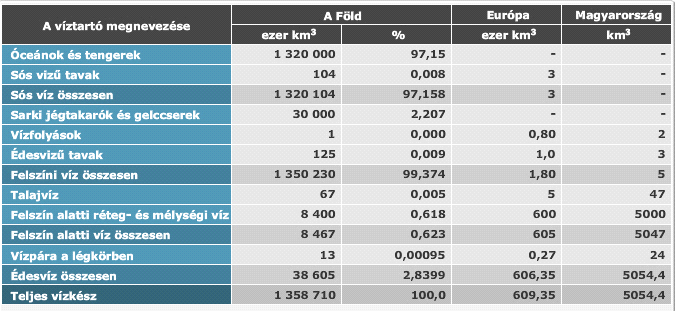 A víztartó megnevezése A Föld Európa Magyarország
ezer km³ % ezer km³ km³
Óceánok és tengerek 1 320 000 97,15 - -
Sós vizű tavak 104 0,008 3 -
Sós víz összesen 1 320 104 97,158 3 -
Sarki jégtakarók és gelccserek 30 000 2,207 - -
Vízfolyások 1 0,000 0,80 2
Édesvizű tavak 125 0,009 1,0 3
Felszíni víz összesen 1 350 230 99,374 1,80 5
Talajvíz 67 0,005 5 47
Felszín alatti réteg- és mélységi víz 8 400 0,618 600 5000
Felszín alatti víz összesen 8 467 0,623 605 5047
Vízpára a légkörben 13 0,00095 0,27 24
Édesvíz összesen 38 605 2,8399 606,35 5054,4
Teljes vízkész 1 358 710 100,0 609,35 5054,4